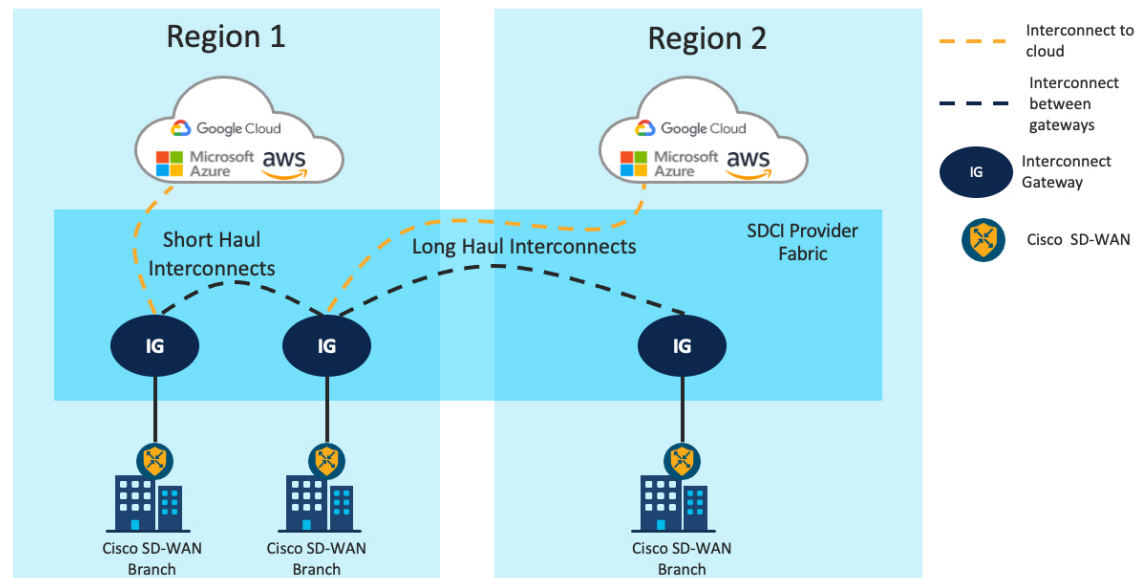 Region 1
Region 2
Google Cloud
Microsoft
Azure
aws
Google Cloud
Microsoft
Azure
aws
Short Haul
Interconnects
Long Haul Interconnects
SDCI Provider
Fabric
IG
IG
IG
Cisco SD-WAN
Branch
Cisco SD-WAN
Branch
Cisco SD-WAN
Branch
Interconnect to
cloud
Interconnect
between
gateways
IG
Interconnect
Gateway
Cisco SD-WAN